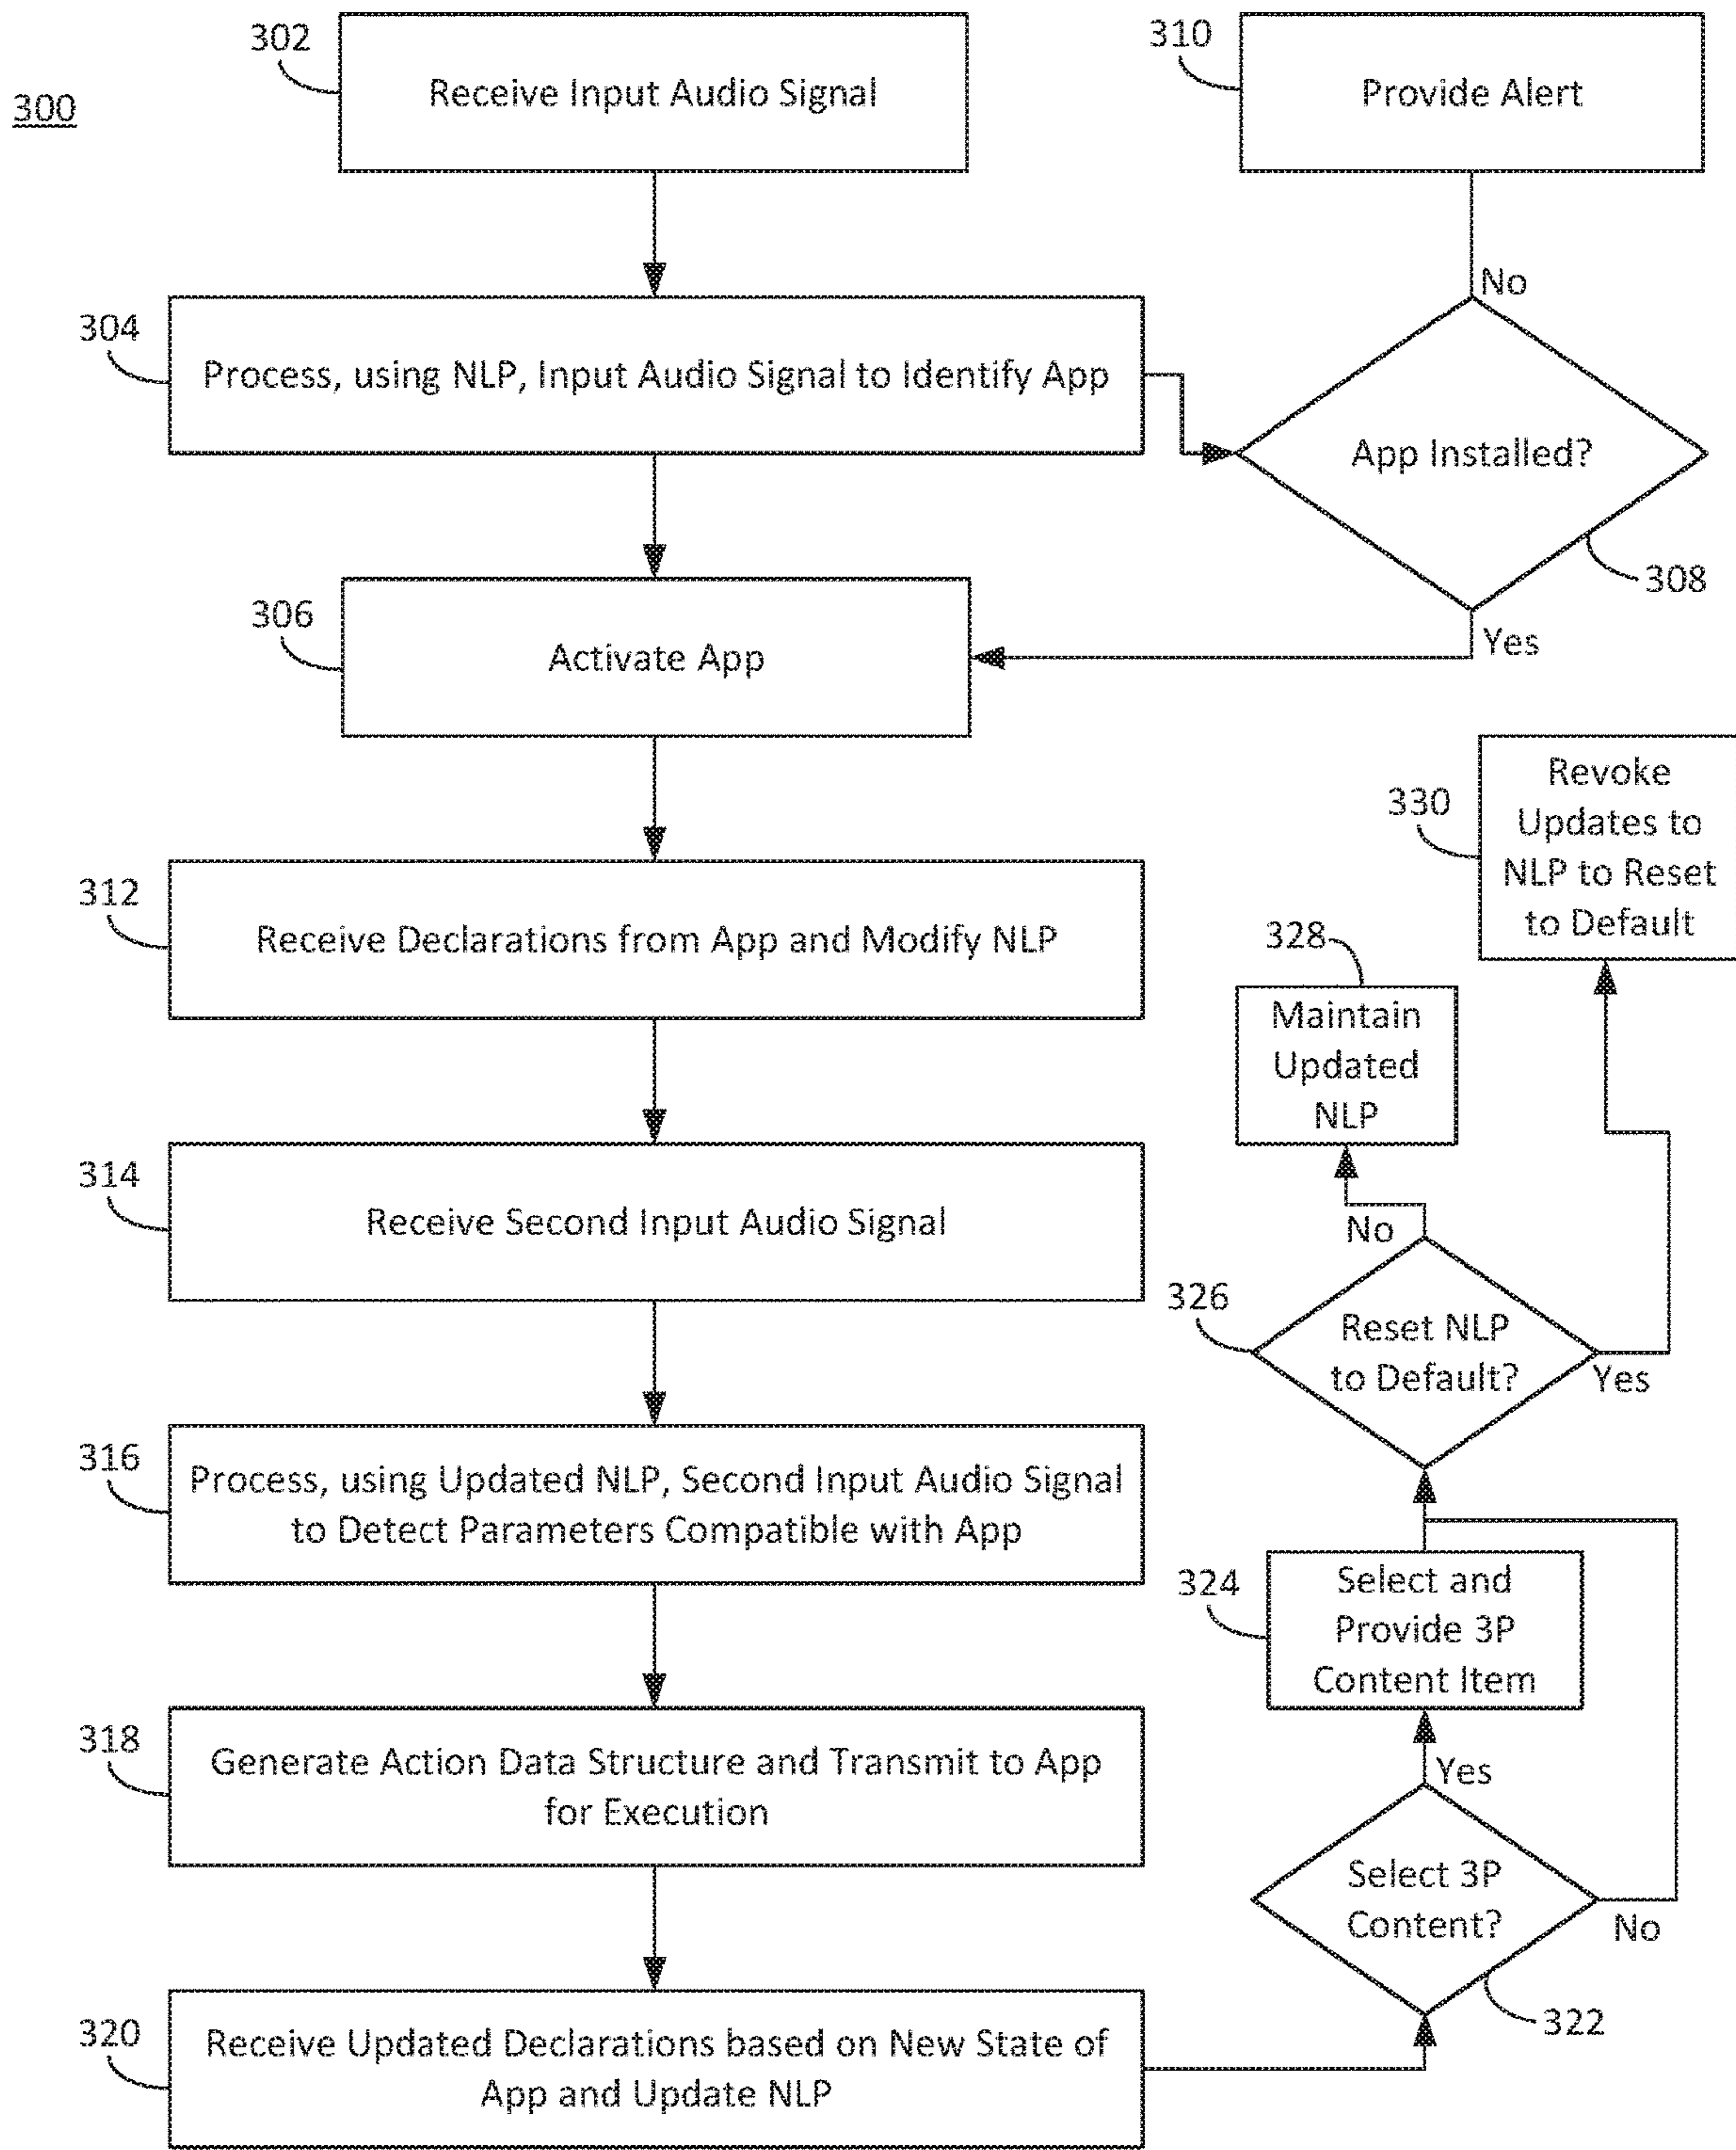 300
302
Receive Input Audio Signal
310
Provide Alert
No
304
Process, using NLP, Input Audio Signal to Identify App
App Installed?
308
Yes
306
Activate App
312
Receive Declarations from App and Modify NLP
314
Receive Second Input Audio Signal
316
Process, using Updated NLP, Second Input Audio Signal
to Detect Parameters Compatible with App
318
Generate Action Data Structure and Transmit to App
for Execution
320
Receive Updated Declarations based on New State of
App and Update NLP
322
Select 3P
Content?
No
Yes
324
Select and
Provide 3P
Content Item
326
Reset NLP
to Default?
Yes
No
328
Maintain
Updated
NLP
330
Revoke
Updates to
NLP to Reset
to Default